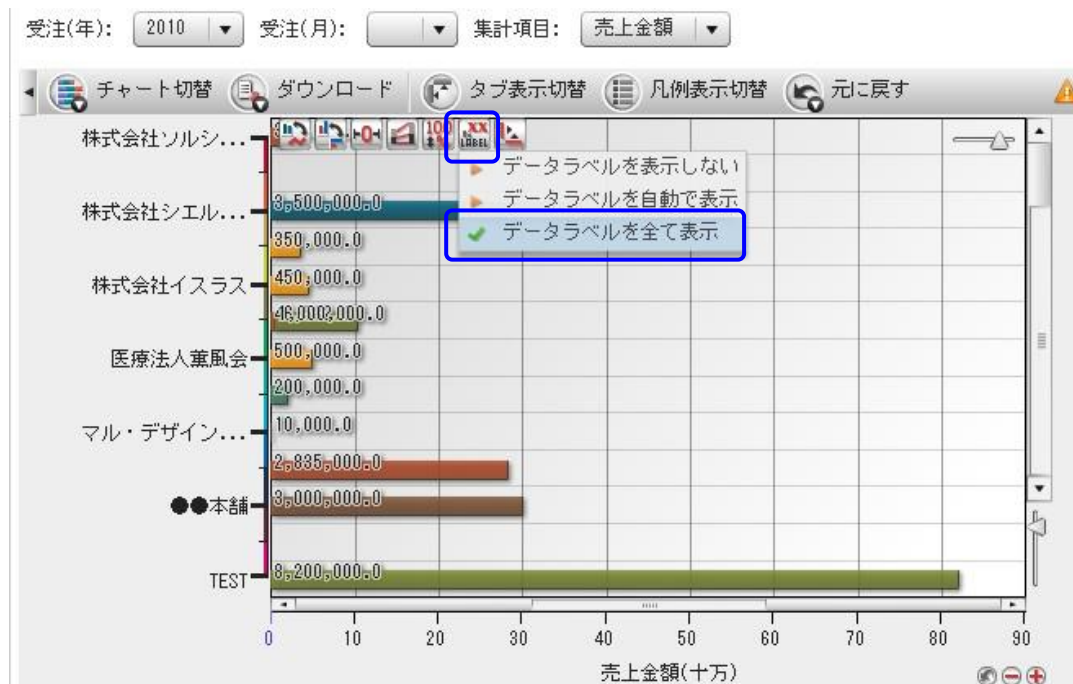 受注(年): 2010 受注(月): 集計項目: 売上金額
チャート切替 ダウンロード タブ表示切替 凡例表示切替 元に戻す
株式会社ソルシ...
100
XX
LABEL
データラベルを表示しない
データラベルを自動で表示
データラベルを全て表示
株式会社シエル... 3,500,000.0
350,000.0
株式会社イスラス 450,000.0
医療法人薫風会 500,000.0
200,000.0
マル・デザイン... 10,000.0
2,835,000.0
●●本舗 3,000,000.0
TEST 8,200,000.0
0 10 20 30 40 50 60 70 80 90
売上金額(十万)